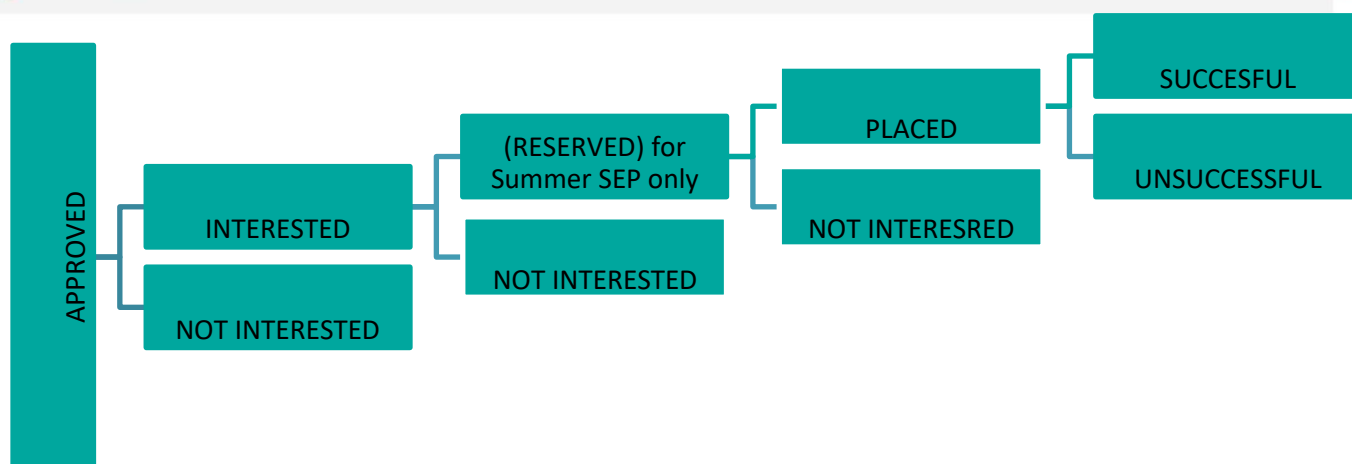 APPROVED
INTERESTED
NOT INTERESTED
(RESERVED) for
Summer SEP only
NOT INTERESTED
PLACED
NOT INTERESRED
SUCCESFUL
UNSUCCESSFUL